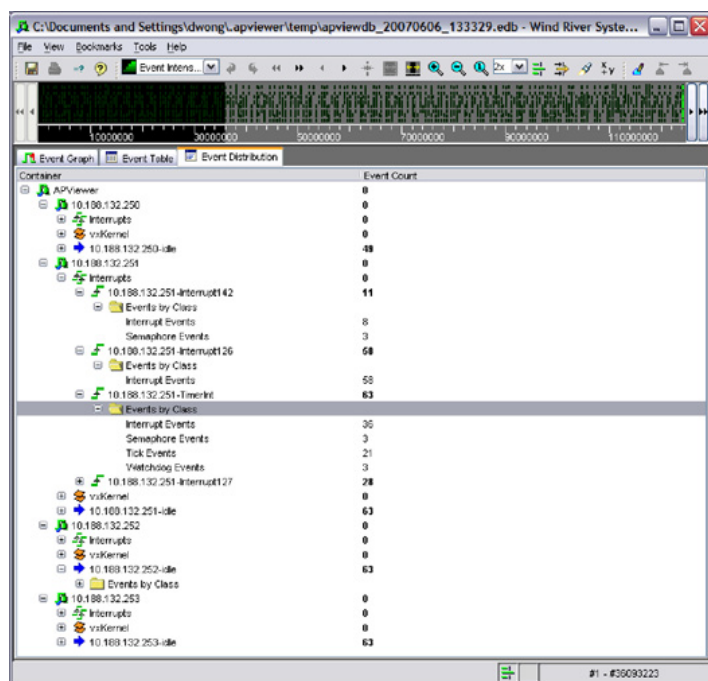 C:\Documents and Settings\dwong\.apviewer\temp\apviewdb_20070606_133329.edb - Wind River Syste...
File View Bookmarks Tools Help
Event Intens... 2x
10000000 30000000 50000000 70000000 90000000 110000000
Event Graph Event Table Event Distribution
Container Event Count
APViewer 0
10.188.132.250 0
Interrupts 0
vxKernel 0
10.188.132.250-idle 49
10.188.132.251 0
Interrupts 0
10.188.132.251-Interrupt142 11
Events by Class
Interrupt Events 8
Semaphore Events 3
10.188.132.251-Interrupt126 58
Events by Class
Interrupt Events 58
10.188.132.251-TimerInt 63
Events by Class
Interrupt Events 36
Semaphore Events 3
Tick Events 21
Watchdog Events 3
10.188.132.251-Interrupt127 28
vxKernel 0
10.188.132.251-idle 63
10.188.132.252 0
Interrupts 0
vxKernel 0
10.188.132.252-idle 63
Events by Class
10.188.132.253 0
Interrupts 0
vxKernel 0
10.188.132.253-idle 63
#1 - #36093223